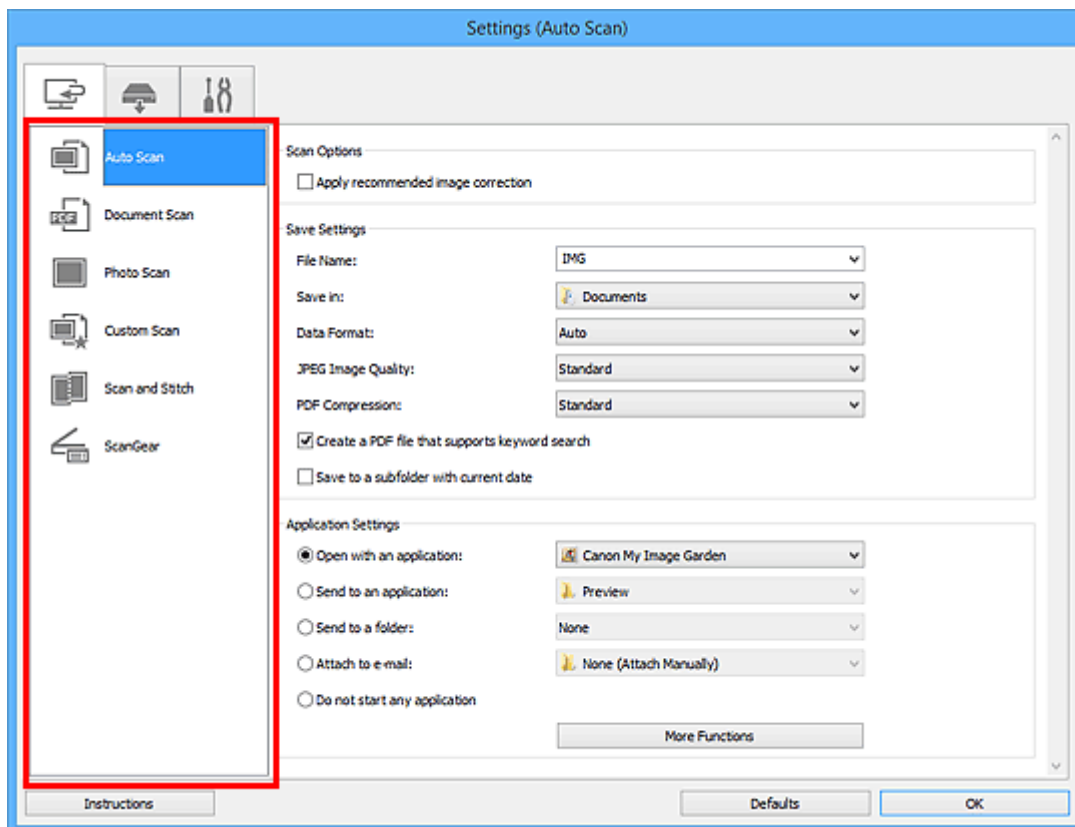 Settings (Auto Scan)
Auto Scan
PDF
Document Scan
Photo Scan
Custom Scan
Scan and Stitch
ScanGear
Scan Options
Apply recommended image correction
Save Settings
File Name: IMG
Save in: Documents
Data Format: Auto
JPEG Image Quality: Standard
PDF Compression: Standard
Create a PDF file that supports keyword search
Save to a subfolder with current date
Application Settings
Open with an application: Canon My Image Garden
Send to an application: Preview
Send to a folder: None
Attach to e-mail: None (Attach Manually)
Do not start any application
More Functions
Instructions
Defaults
OK